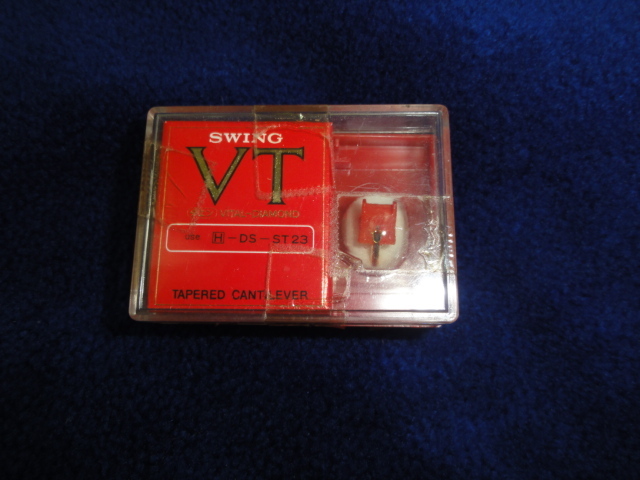 SWING
VT
H-DS-ST23
TAPERED CANTILEVER